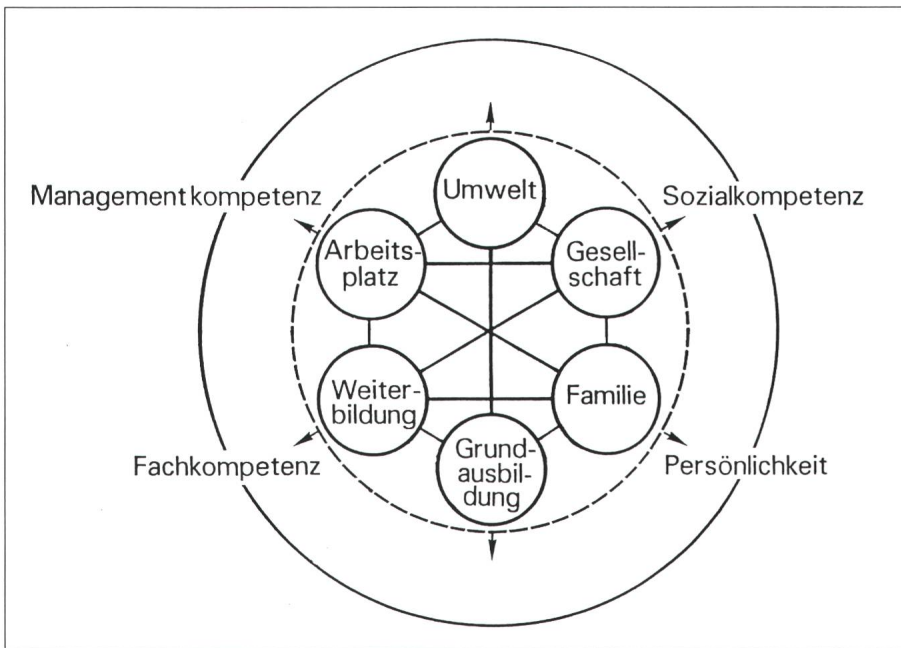 Umwelt
Managementkompetenz
Sozialkompetenz
Arbeits-
platz
Gesell-
schaft
Weiter-
bildung
Familie
Grund-
ausbil-
dung
Fachkompetenz
Persönlichkeit